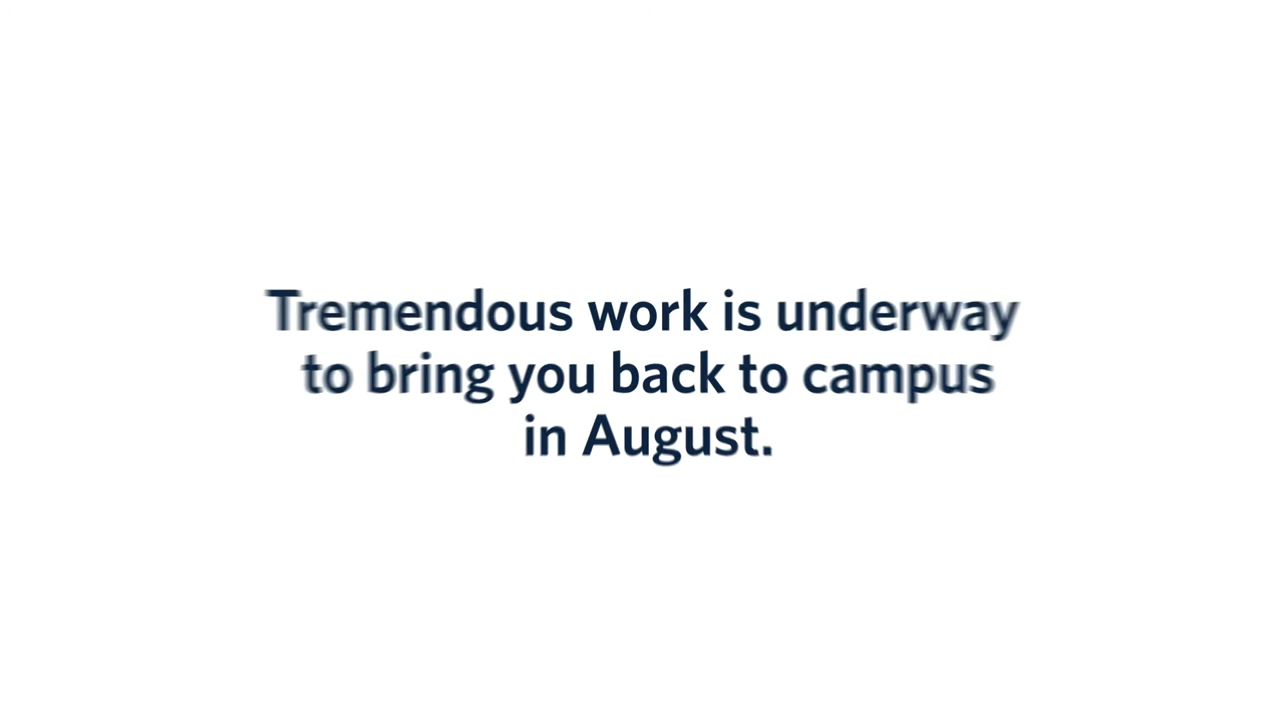 Tremendous work is underway
to bring you back to campus
in August.